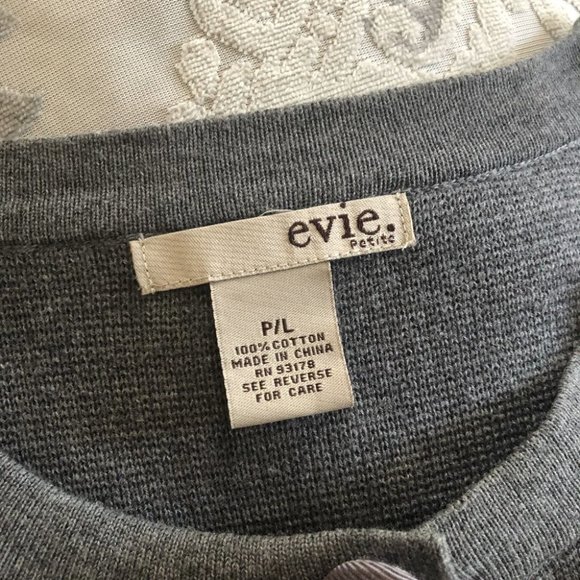 evie.
Petite
P/L
100% COTTON
MADE IN CHINA
RN 93178
SEE REVERSE
FOR CARE